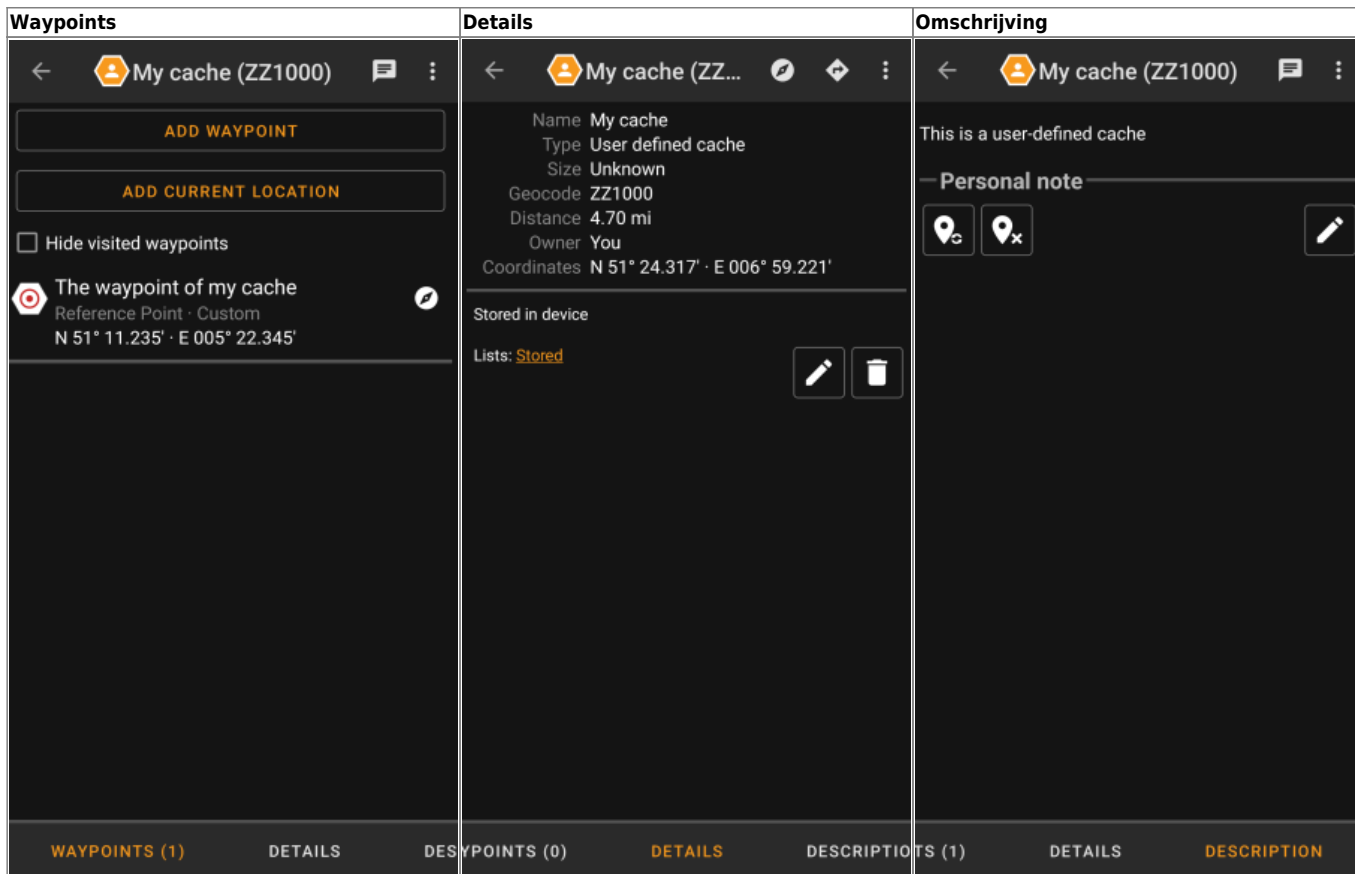 Waypoints
My cache (ZZ1000)
ADD WAYPOINT
ADD CURRENT LOCATION
Hide visited waypoints
The waypoint of my cache
Reference Point · Custom
N 51° 11.235' · E 005° 22.345'
WAYPOINTS (1) DETAILS DES
Details
My cache (ZZ...
Name My cache
Type User defined cache
Size Unknown
Geocode ZZ1000
Distance 4.70 mi
Owner You
Coordinates N 51° 24.317' · E 006° 59.221'
Stored in device
Lists: Stored
YPOINTS (0) DETAILS DESCRIPTIO
Omschrijving
My cache (ZZ1000)
This is a user-defined cache
Personal note
TS (1) DETAILS DESCRIPTION